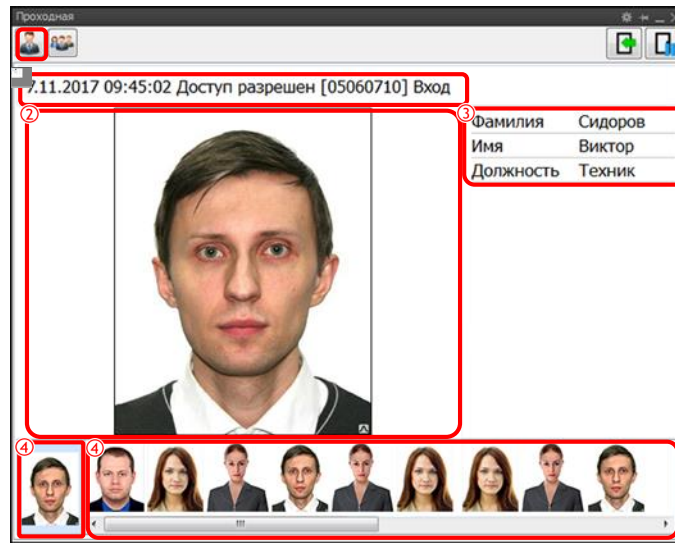 Проходная
7.11.2017 09:45:02 Доступ разрешен [05060710] Вход
②
③
Фамилия Сидоров
Имя Виктор
Должность Техник
④
④